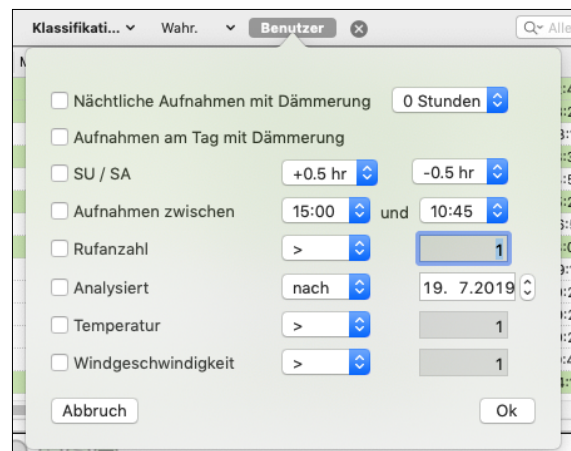 Klassifikati... Wahr. Benutzer Alle
Nächtliche Aufnahmen mit Dämmerung 0 Stunden
Aufnahmen am Tag mit Dämmerung
SU / SA +0.5 hr -0.5 hr
Aufnahmen zwischen 15:00 und 10:45
Rufanzahl > 1
Analysiert nach 19. 7.2019
Temperatur > 1
Windgeschwindigkeit > 1
Abbruch Ok